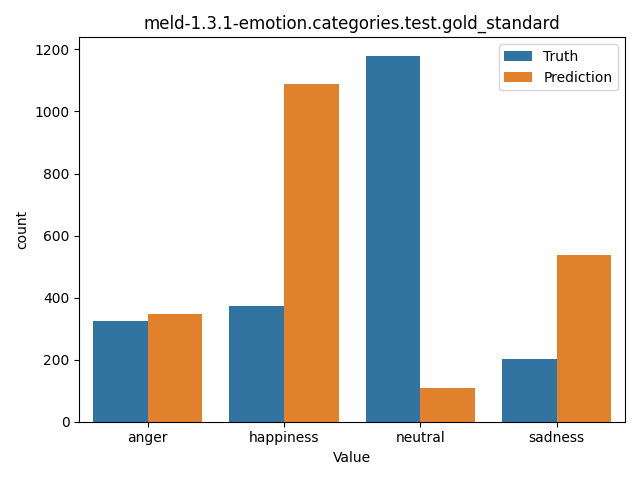 meld-1.3.1-emotion.categories.test.gold_standard
Truth
Prediction
1200
1000
800
600
400
200
0
count
anger happiness neutral sadness
Value